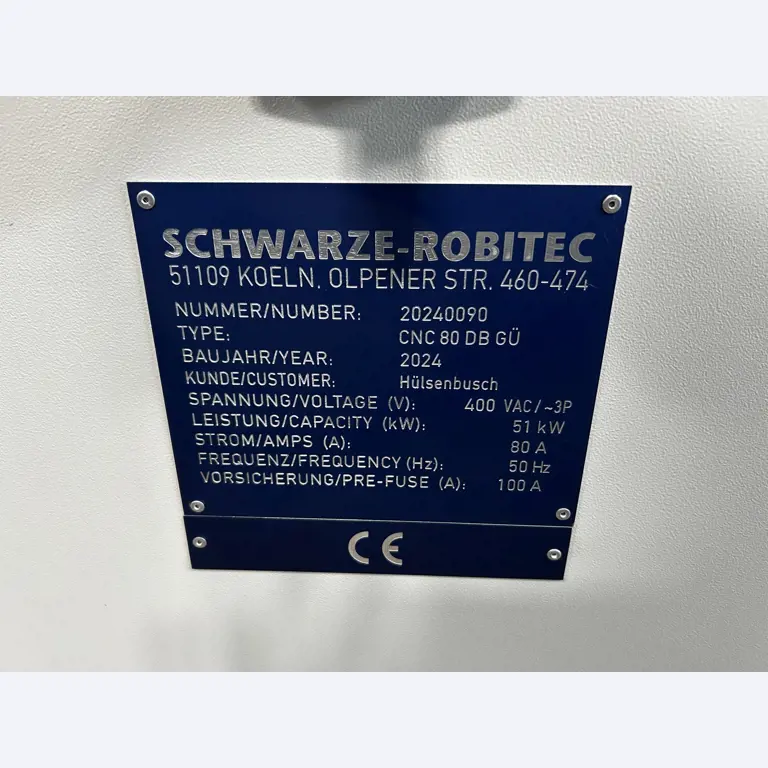 SCHWARZE-ROBITEC
51109 KOELN, OLPENER STR. 460-474
NUMMER/NUMBER: 20240090
TYPE: CNC 80 DB GÜ
BAUJAHR/YEAR: 2024
KUNDE/CUSTOMER: Hülsenbusch
SPANNUNG/VOLTAGE (V): 400 VAC/~3P
LEISTUNG/CAPACITY (kW): 51 kW
STROM/AMPS (A): 80 A
FREQUENZ/FREQUENCY (Hz): 50 Hz
VORSICHERUNG/PRE-FUSE (A): 100 A
CE